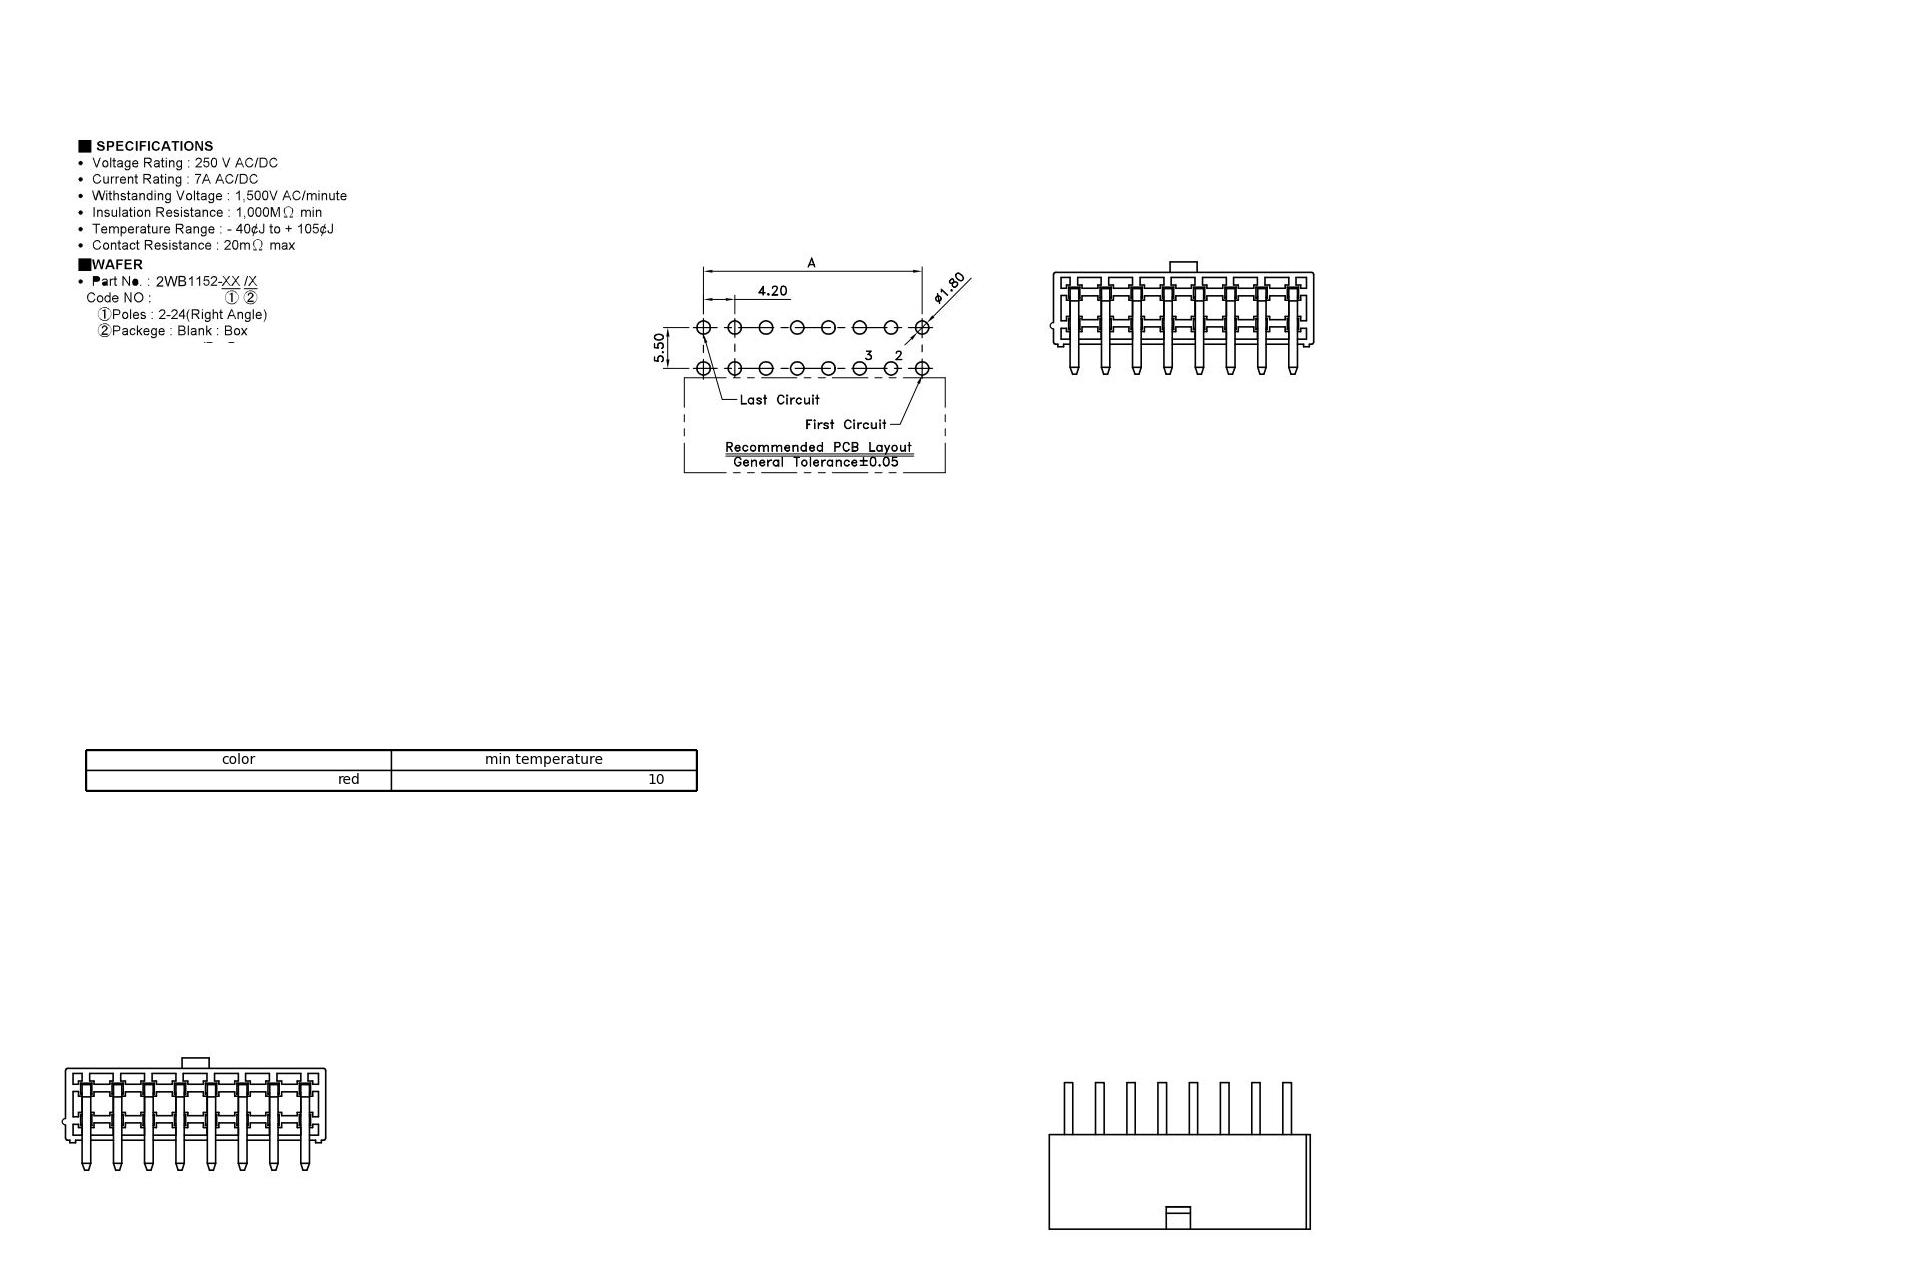 ■ SPECIFICATIONS
• Voltage Rating : 250 V AC/DC
• Current Rating : 7A AC/DC
• Withstanding Voltage : 1,500V AC/minute
• Insulation Resistance : 1,000MΩ min
• Temperature Range : - 40¢J to + 105¢J
• Contact Resistance : 20mΩ max
■WAFER
• Part No. : 2WB1152-XX /X
Code NO : ① ②
①Poles : 2-24(Right Angle)
②Packege : Blank : Box
A
4.20
ø1.80
5.50
3 2
Last Circuit
First Circuit
Recommended PCB Layout
General Tolerance±0.05
color min temperature
red 10